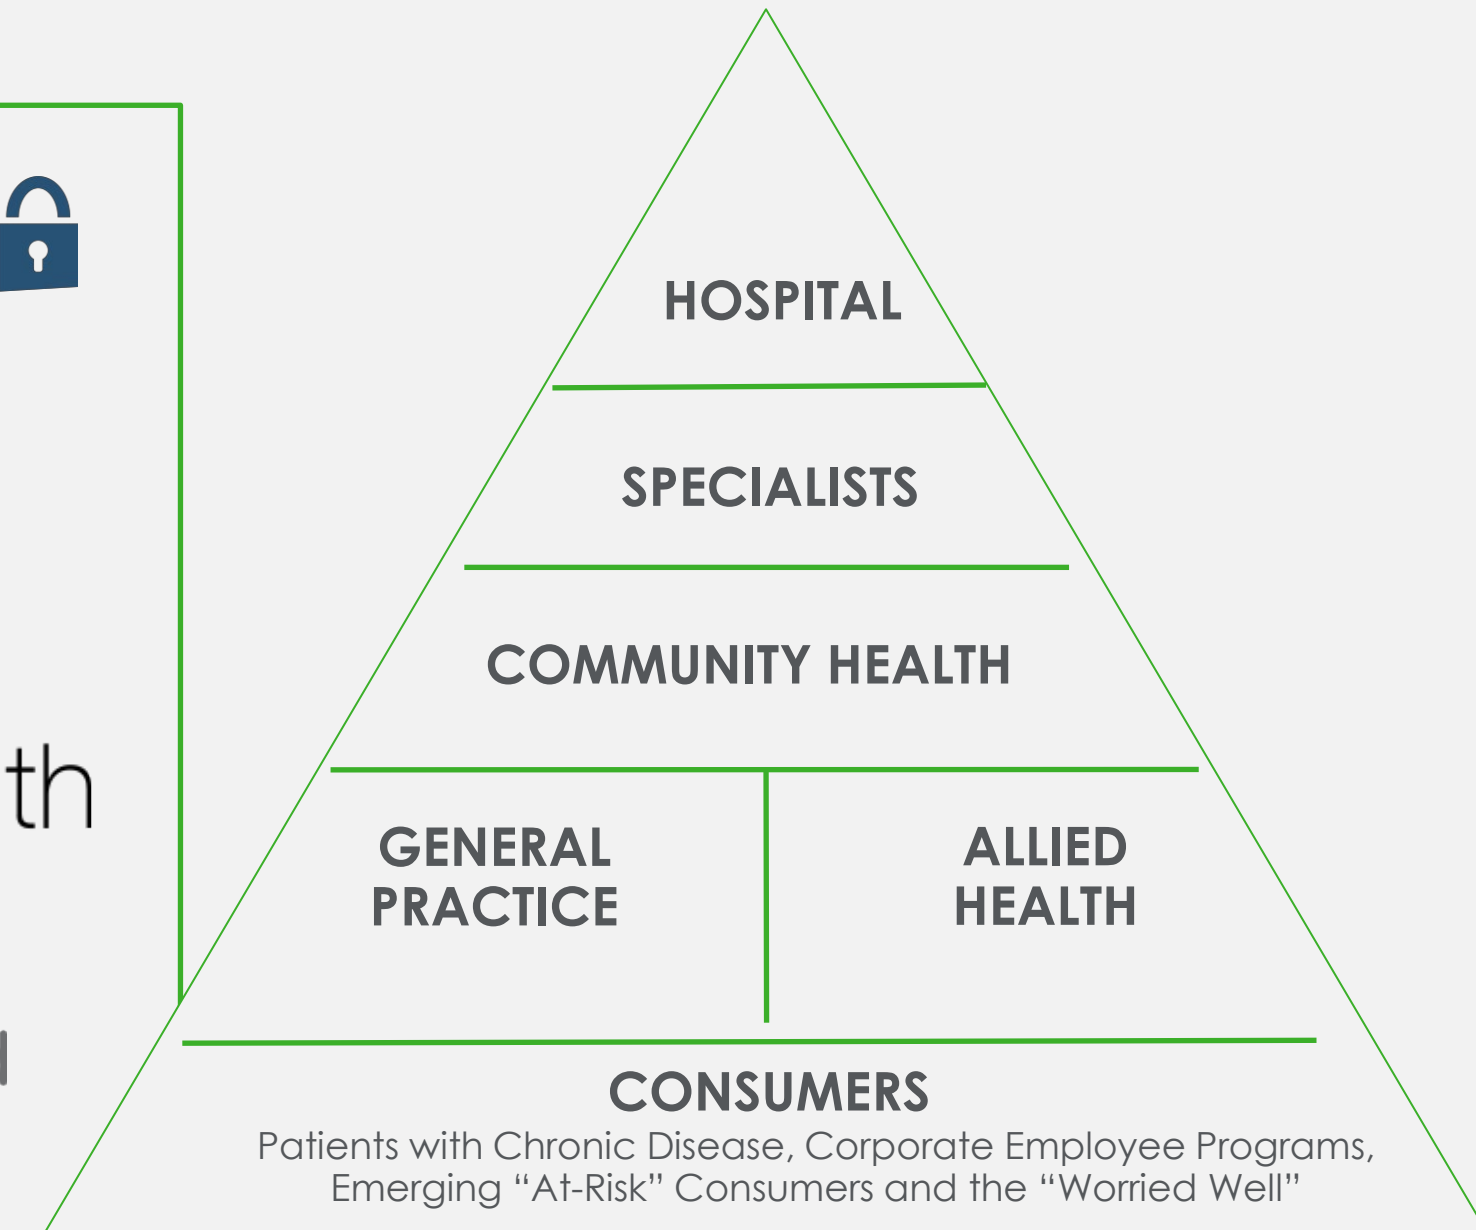 HOSPITAL
SPECIALISTS
COMMUNITY HEALTH
th
GENERAL
PRACTICE
ALLIED
HEALTH
CONSUMERS
Patients with Chronic Disease, Corporate Employee Programs,
Emerging “At-Risk” Consumers and the “Worried Well”